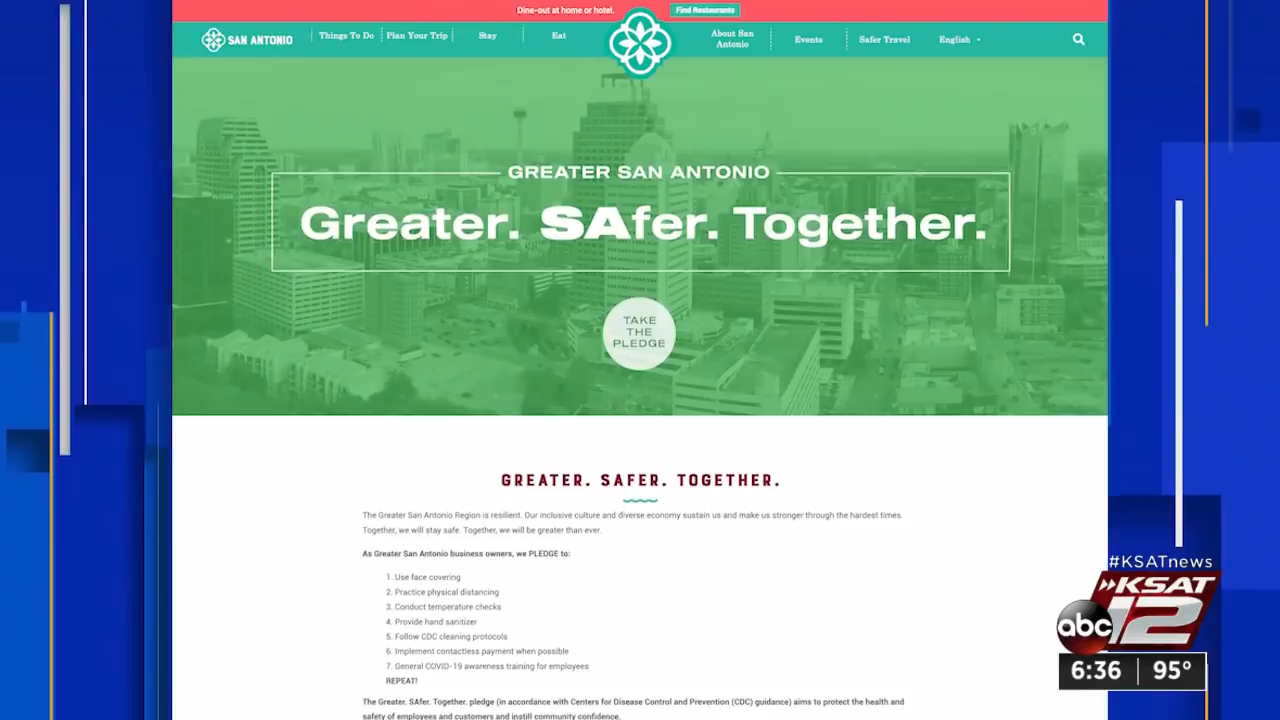 Dine-out at home or hotel. Find Restaurants
SAN ANTONIO Things To Do Plan Your Trip Stay Eat About San Antonio Events Safer Travel English
GREATER SAN ANTONIO
Greater. SAfer. Together.
TAKE
THE
PLEDGE
GREATER. SAFER. TOGETHER.
The Greater San Antonio Region is resilient. Our inclusive culture and diverse economy sustain us and make us stronger through the hardest times.
Together, we will stay safe. Together, we will be greater than ever.
As Greater San Antonio business owners, we PLEDGE to:
1. Use face covering
2. Practice physical distancing
3. Conduct temperature checks
4. Provide hand sanitizer
5. Follow CDC cleaning protocols
6. Implement contactless payment when possible
7. General COVID-19 awareness training for employees
REPEAT!
The Greater. SAfer. Together. pledge (in accordance with Centers for Disease Control and Prevention (CDC) guidance) aims to protect the health and
safety of employees and customers and instill community confidence.
#KSATnews
KSAT
abc 12
6:36 95°